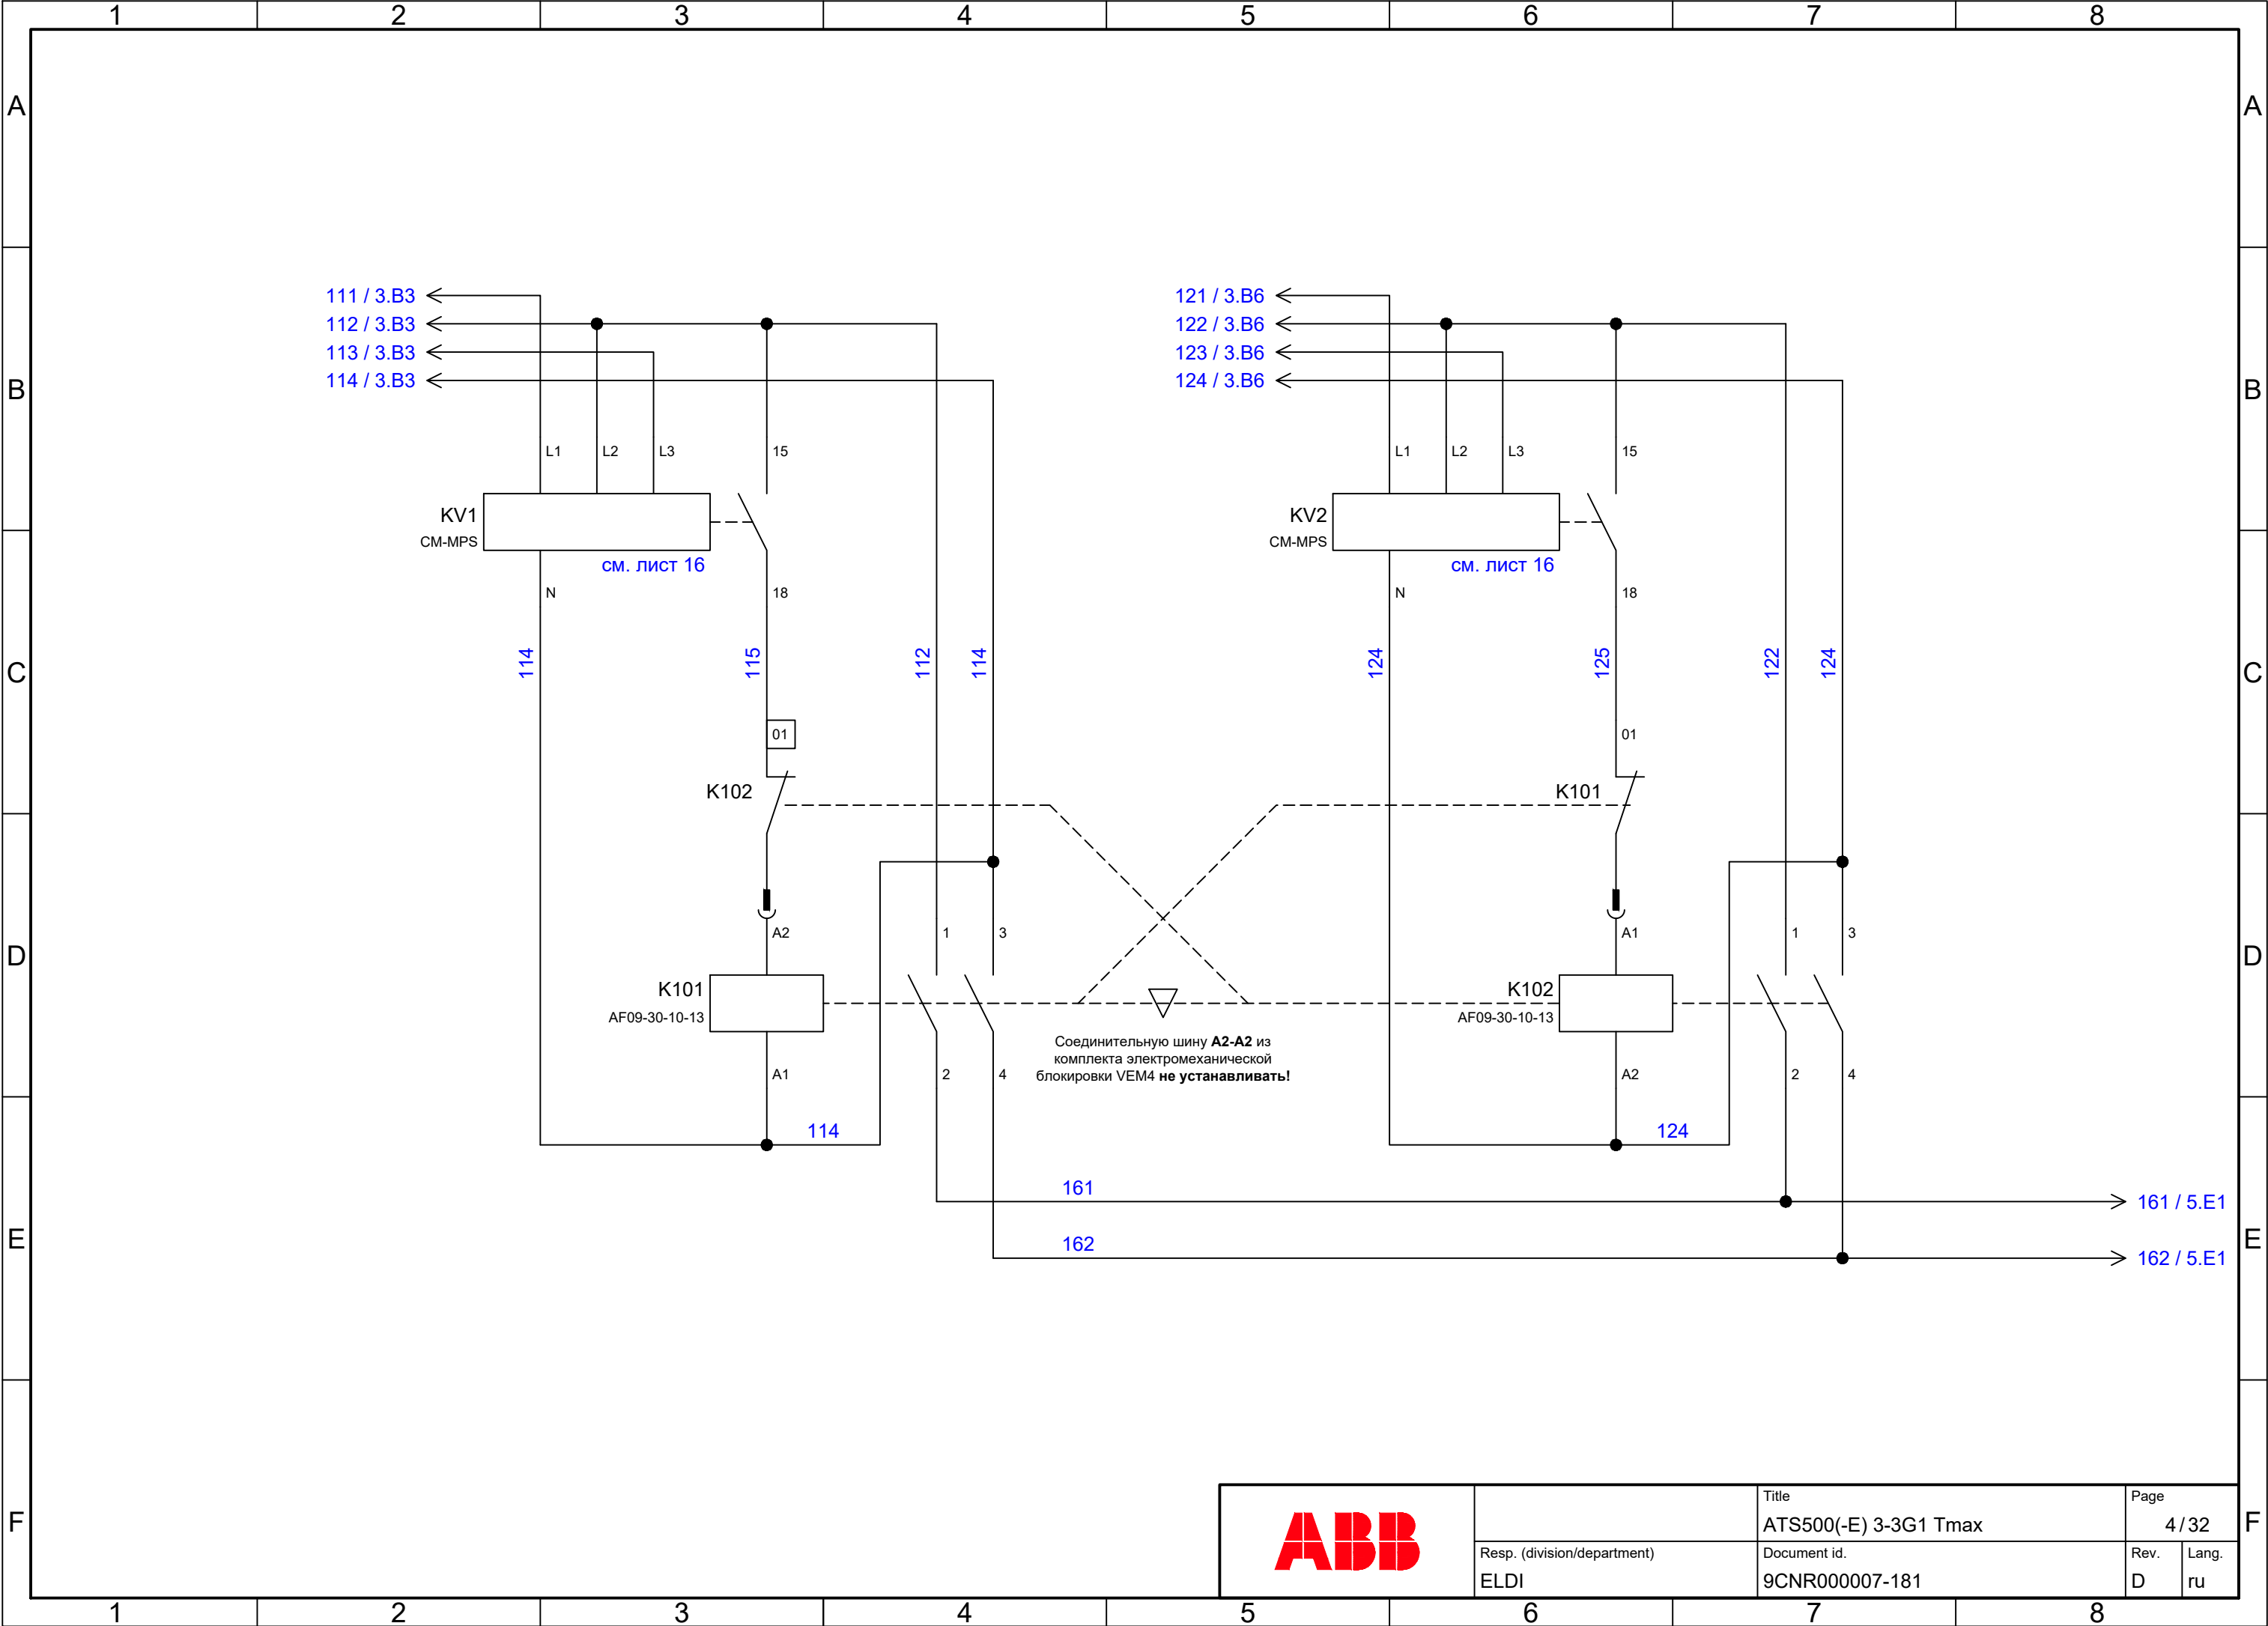 1 2 3 4 5 6 7 8
A A
111 / 3.B3 121 / 3.B6
112 / 3.B3 122 / 3.B6
113 / 3.B3 123 / 3.B6
114 / 3.B3 124 / 3.B6
B B
L1 L2 L3 15 L1 L2 L3 15
KV1 KV2
CM-MPS CM-MPS
см. лист 16 см. лист 16
N 18 N 18
114 115 112 114 124 125 122 124
C C
01 01
K102 K101
A2 1 3 A1 1 3
D D
K101 K102
AF09-30-10-13 AF09-30-10-13
Соединительную шину A2-A2 из
комплекта электромеханической
блокировки VEM4 не устанавливать!
A1 2 4 A2 2 4
114 124
161 161 / 5.E1
E E
162 162 / 5.E1
F F
ABB
Title
ATS500(-E) 3-3G1 Tmax
Page
4 / 32
Resp. (division/department)
ELDI
Document id.
9CNR000007-181
Rev.
D
Lang.
ru
1 2 3 4 5 6 7 8